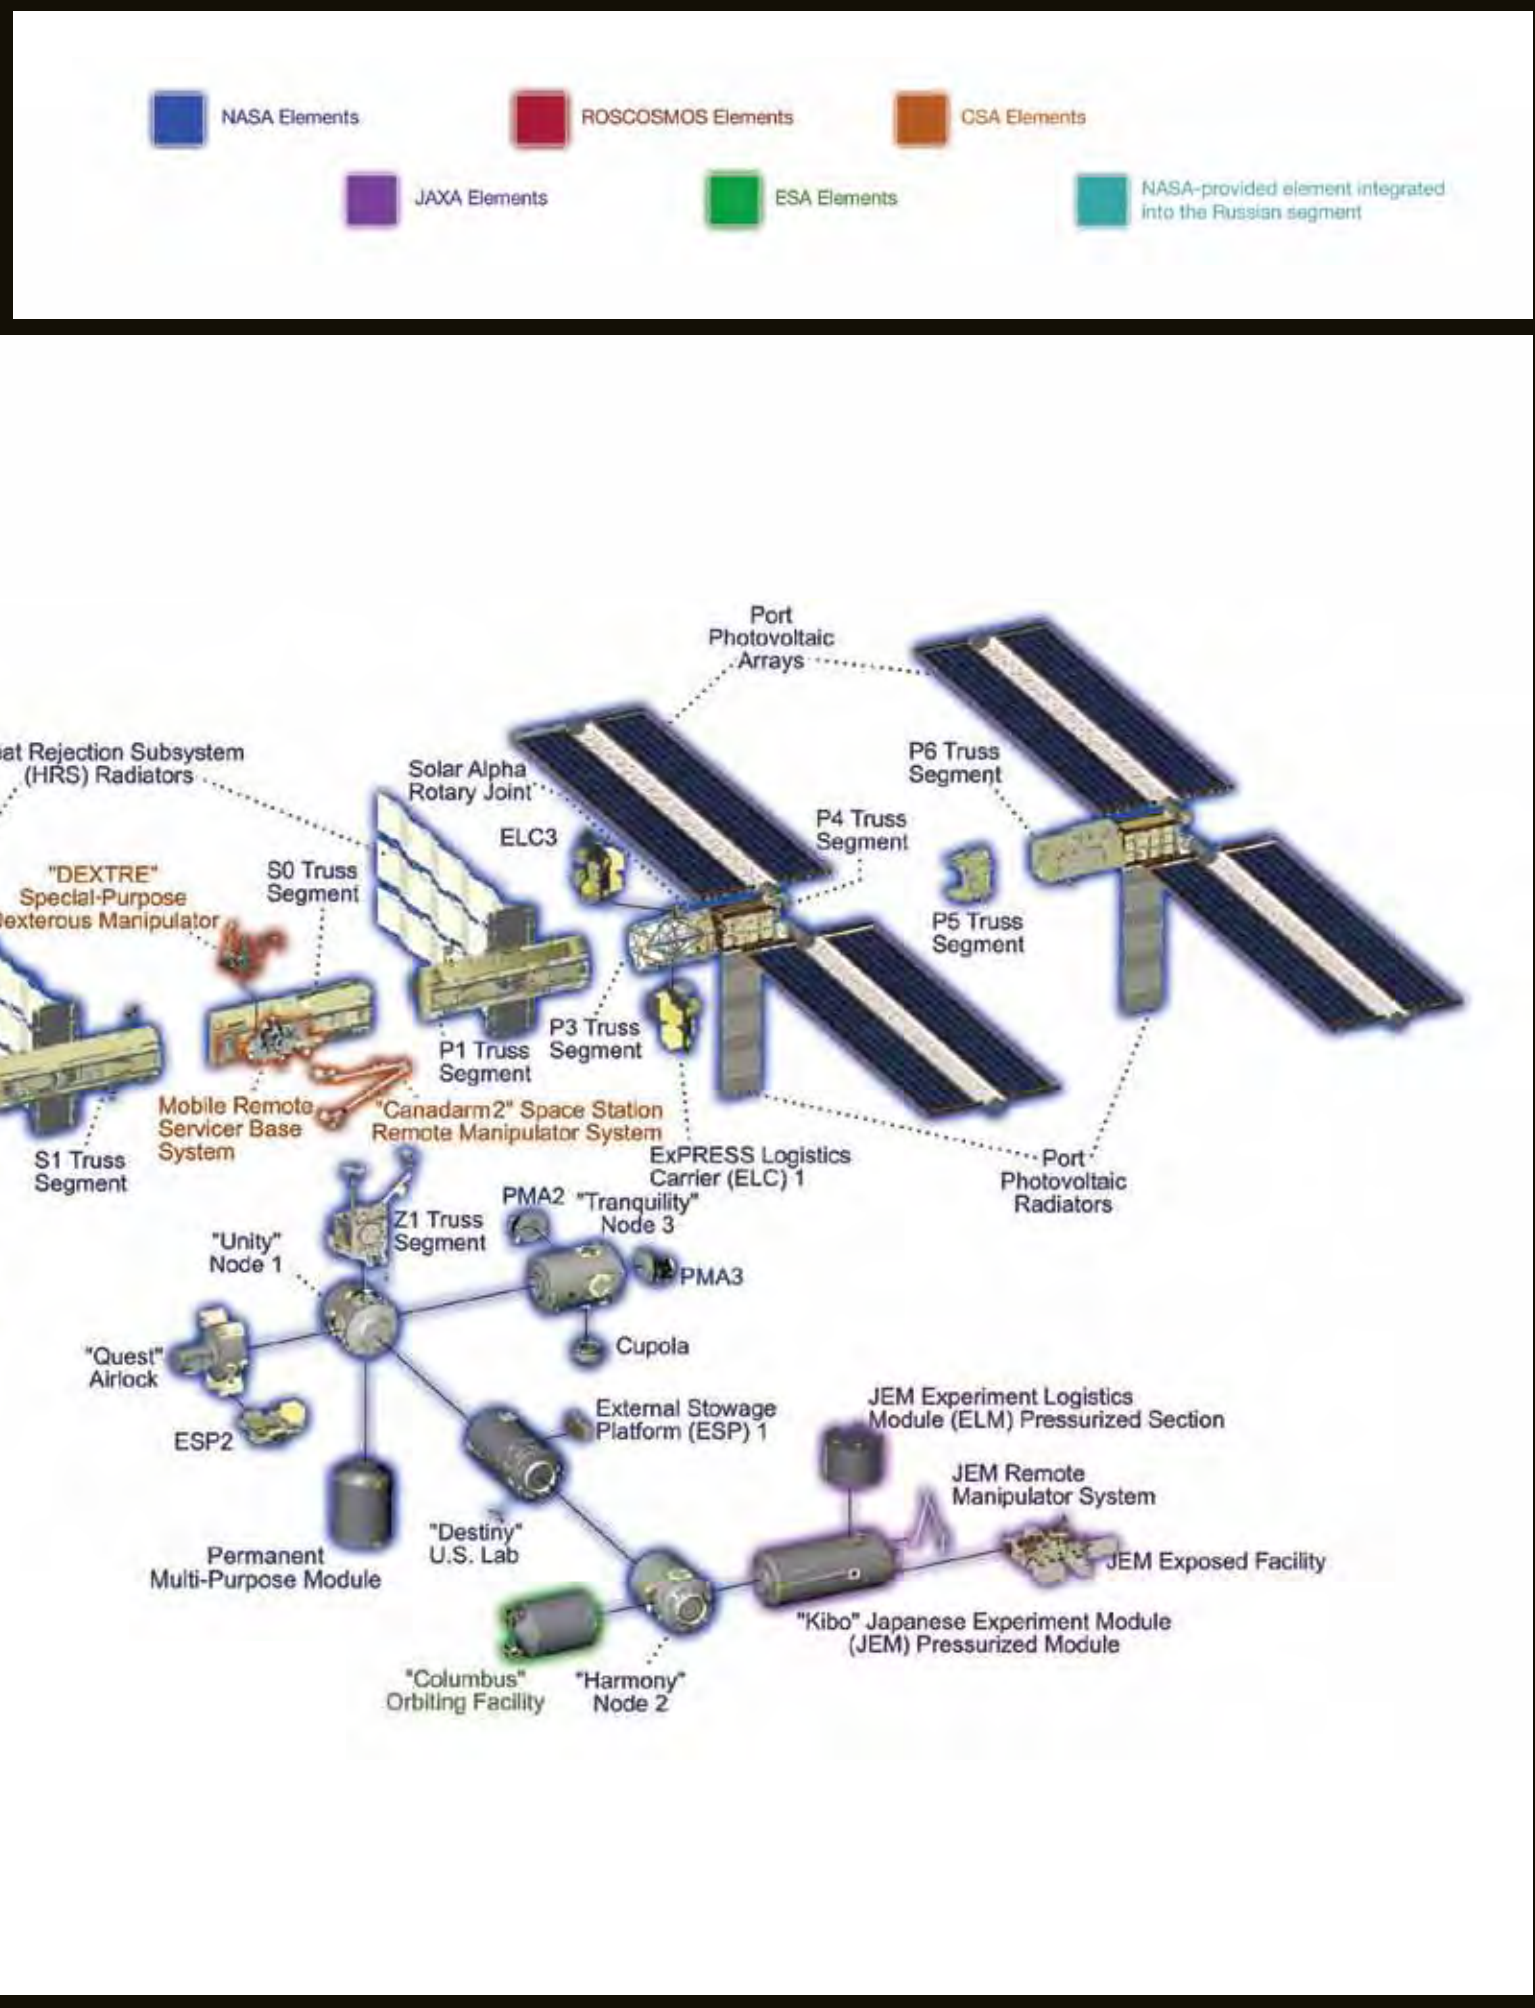 NASA Elements
ROSCOSMOS Elements
CSA Elements
JAXA Elements
ESA Elements
NASA-provided element integrated
into the Russian segment
Port
Photovoltaic
Arrays
at Rejection Subsystem
(HRS) Radiators
Solar Alpha
Rotary Joint
P6 Truss
Segment
ELC3
P4 Truss
Segment
"DEXTRE"
Special-Purpose
Dexterous Manipulator
S0 Truss
Segment
P5 Truss
Segment
P3 Truss
Segment
P1 Truss
Segment
Mobile Remote
Servicer Base
System
"Canadarm2" Space Station
Remote Manipulator System
S1 Truss
Segment
ExPRESS Logistics
Carrier (ELC) 1
Port
Photovoltaic
Radiators
PMA2
"Tranquility"
Node 3
Z1 Truss
Segment
"Unity"
Node 1
PMA3
"Quest"
Airlock
Cupola
ESP2
External Stowage
Platform (ESP) 1
JEM Experiment Logistics
Module (ELM) Pressurized Section
JEM Remote
Manipulator System
"Destiny"
U.S. Lab
Permanent
Multi-Purpose Module
JEM Exposed Facility
"Kibo" Japanese Experiment Module
(JEM) Pressurized Module
"Columbus"
Orbiting Facility
"Harmony"
Node 2